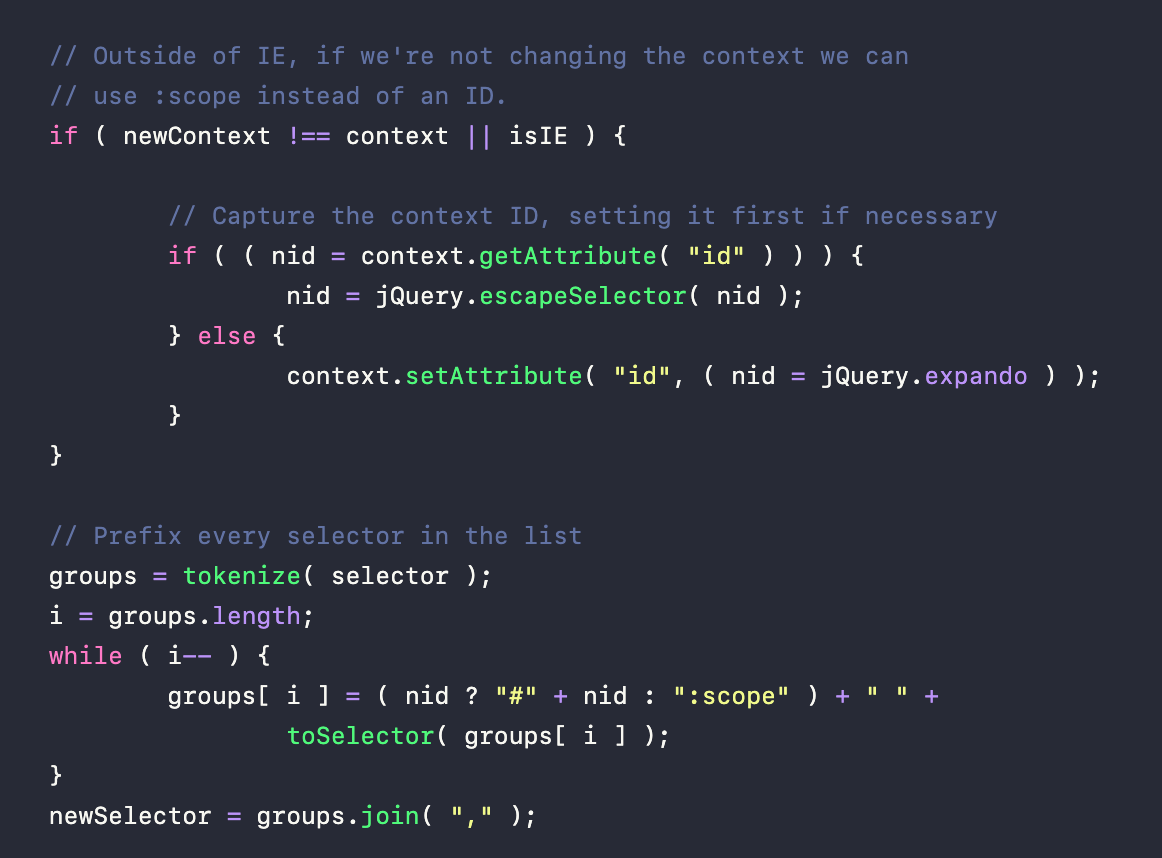 // Outside of IE, if we're not changing the context we can
// use :scope instead of an ID.
if ( newContext !== context || isIE ) {

	// Capture the context ID, setting it first if necessary
	if ( ( nid = context.getAttribute( "id" ) ) ) {
		nid = jQuery.escapeSelector( nid );
	} else {
		context.setAttribute( "id", ( nid = jQuery.expando ) );
	}
}

// Prefix every selector in the list
groups = tokenize( selector );
i = groups.length;
while ( i-- ) {
	groups[ i ] = ( nid ? "#" + nid : ":scope" ) + " " +
		toSelector( groups[ i ] );
}
newSelector = groups.join( "," );